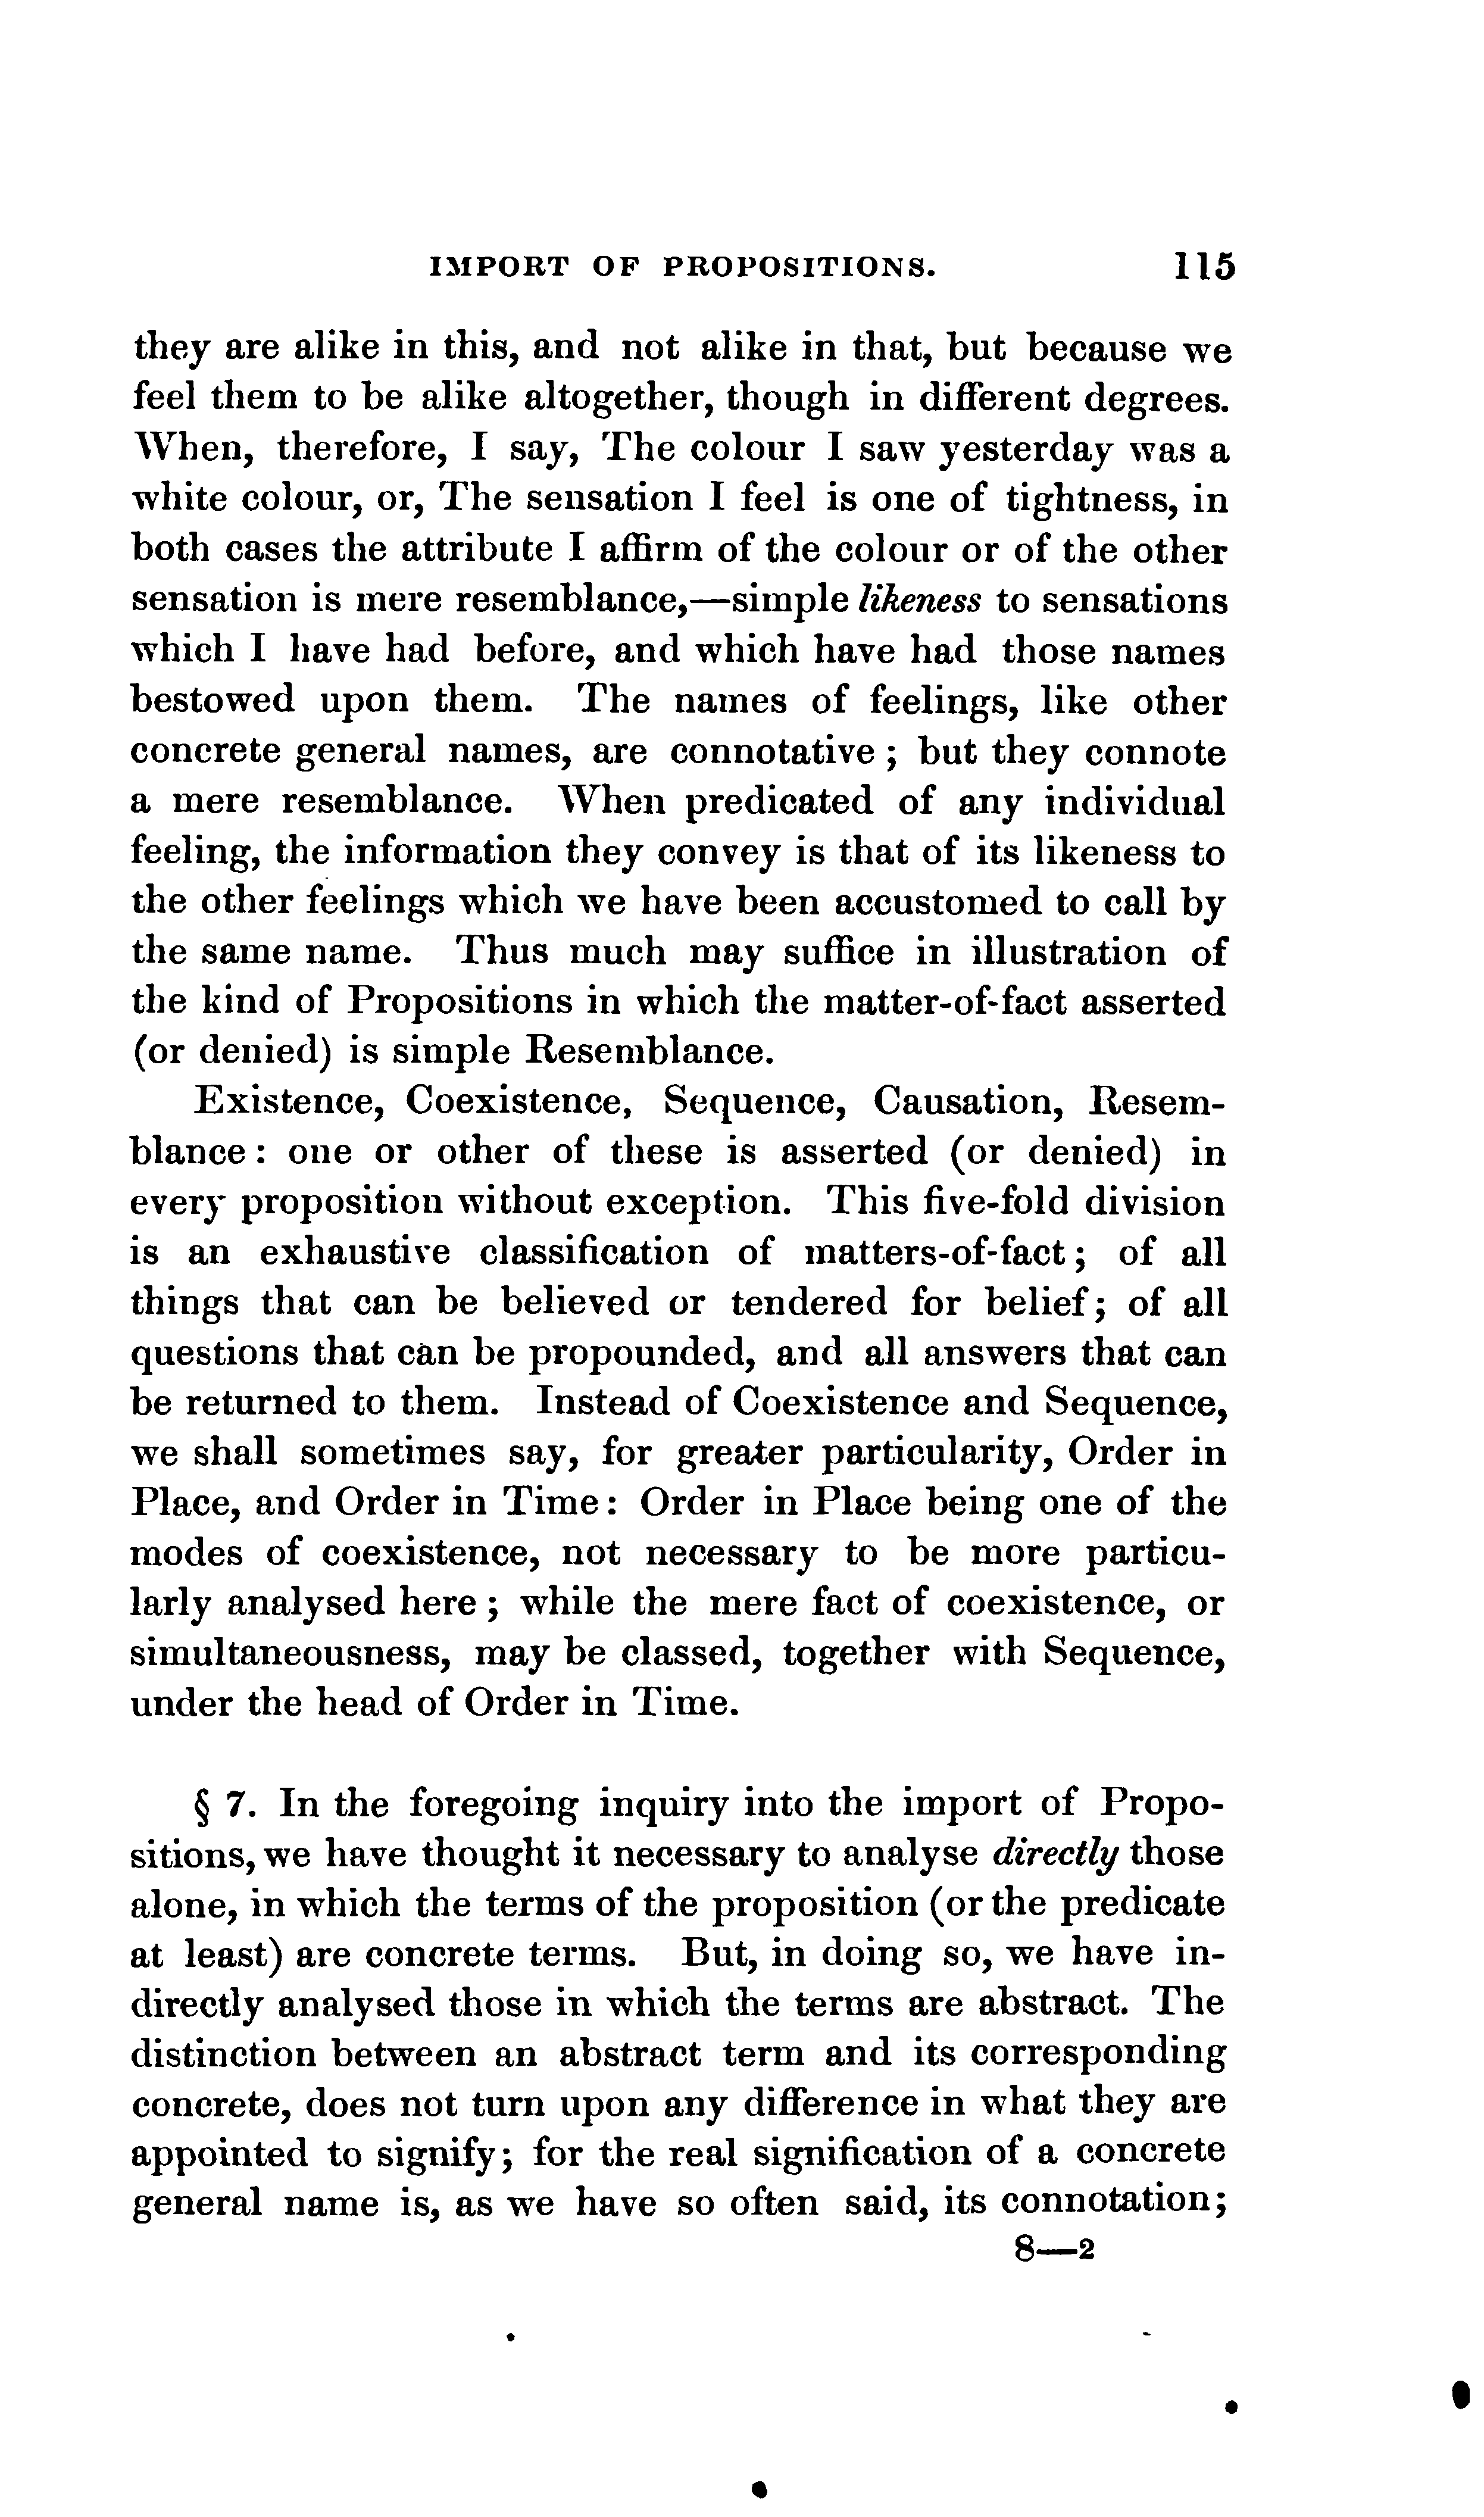 IMPORT OF PROPOSITIONS. 115
they are alike in this, and not alike in that, but because we
feel them to be alike altogether, though in different degrees.
When, therefore, I say, The colour I saw yesterday was a
white colour, or, The sensation I feel is one of tightness, in
both cases the attribute I affirm of the colour or of the other
sensation is mere resemblance,—simple likeness to sensations
which I have had before, and which have had those names
bestowed upon them. The names of feelings, like other
concrete general names, are connotative ; but they connote
a mere resemblance. When predicated of any individual
feeling, the information they convey is that of its likeness to
the other feelings which we have been accustomed to call by
the same name. Thus much may suffice in illustration of
the kind of Propositions in which the matter-of-fact asserted
(or denied) is simple Resemblance.
Existence, Coexistence, Sequence, Causation, Resem-
blance : one or other of these is asserted (or denied) in
every proposition without exception. This five-fold division
is an exhaustive classification of matters-of-fact ; of all
things that can be believed or tendered for belief ; of all
questions that can be propounded, and all answers that can
be returned to them. Instead of Coexistence and Sequence,
we shall sometimes say, for greater particularity, Order in
Place, and Order in Time : Order in Place being one of the
modes of coexistence, not necessary to be more particu-
larly analysed here ; while the mere fact of coexistence, or
simultaneousness, may be classed, together with Sequence,
under the head of Order in Time.
§ 7. In the foregoing inquiry into the import of Propo-
sitions, we have thought it necessary to analyse directly those
alone, in which the terms of the proposition (or the predicate
at least) are concrete terms. But, in doing so, we have in-
directly analysed those in which the terms are abstract. The
distinction between an abstract term and its corresponding
concrete, does not turn upon any difference in what they are
appointed to signify ; for the real signification of a concrete
general name is, as we have so often said, its connotation ;
8—2